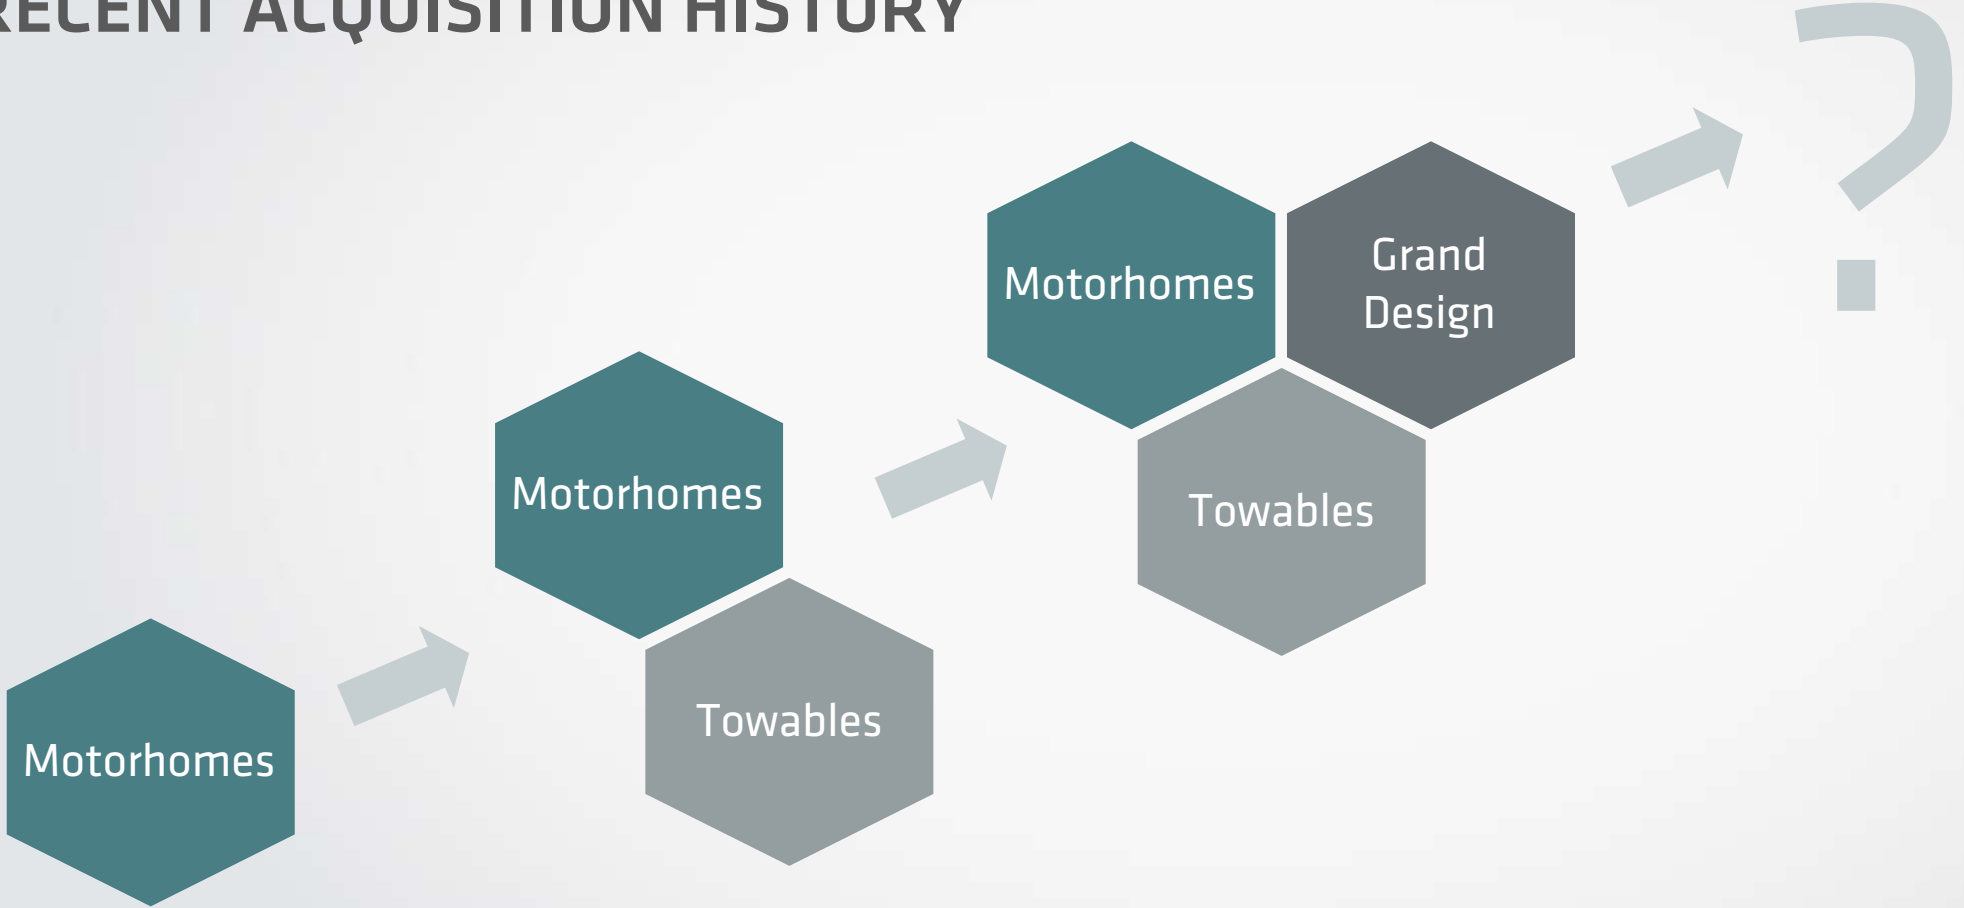 RECENT ACQUISITION HISTORY
Motorhomes
Motorhomes
Towables
Motorhomes
Grand
Design
Towables
?